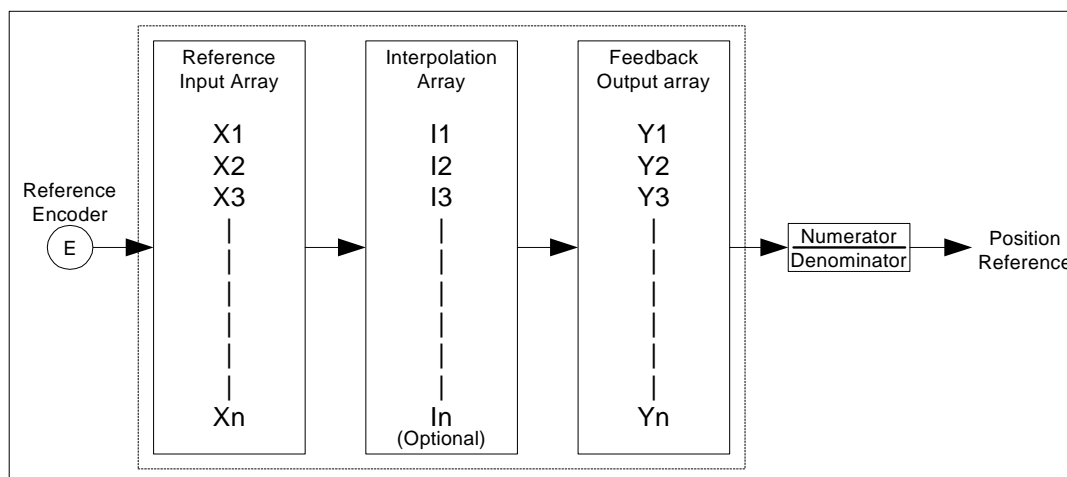 Reference
Encoder
E
Reference
Input Array
X1
X2
X3
Xn
Interpolation
Array
I1
I2
I3
In
(Optional)
Feedback
Output array
Y1
Y2
Y3
Yn
Numerator
Denominator
Position
Reference